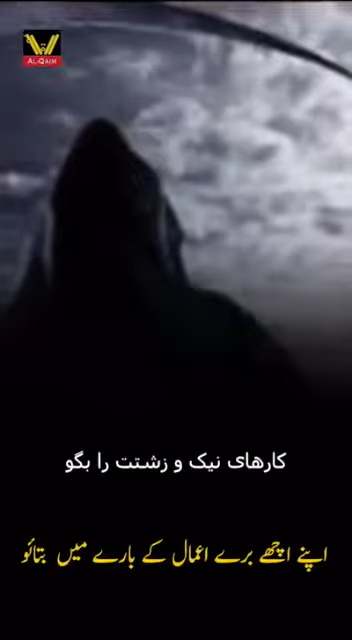 AL-QAIM
کارهای نیک و زشتت را بگو
اپنے اچھے برے اعمال کے بارے میں بتائو